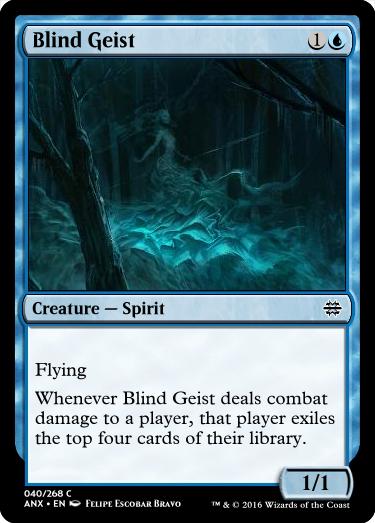 Blind Geist 1
Creature — Spirit
Flying
Whenever Blind Geist deals combat
damage to a player, that player exiles
the top four cards of their library.
1/1
040/268 C
ANX • EN Felipe Escobar Bravo ™ & © 2016 Wizards of the Coast